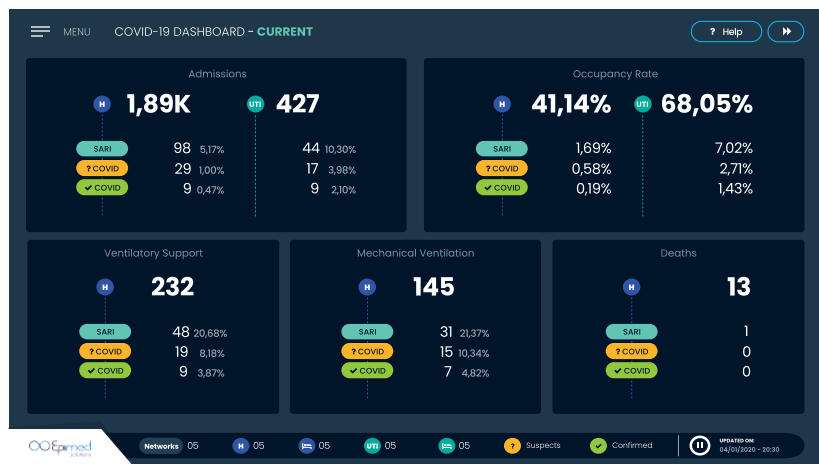 MENU COVID-19 DASHBOARD - CURRENT ? Help
Admissions
H 1,89K UTI 427
SARI 98 5,17% 44 10,30%
? COVID 29 1,00% 17 3,98%
COVID 9 0,47% 9 2,10%
Occupancy Rate
H 41,14% UTI 68,05%
SARI 1,69% 7,02%
? COVID 0,58% 2,71%
COVID 0,19% 1,43%
Ventilatory Support
H 232
SARI 48 20,68%
? COVID 19 8,18%
COVID 9 3,87%
Mechanical Ventilation
H 145
SARI 31 21,37%
? COVID 15 10,34%
COVID 7 4,82%
Deaths
H 13
SARI 1
? COVID 0
COVID 0
Epimed
solutions
Networks 05 H 05 05 UTI 05 05 ? Suspects Confirmed
UPDATED ON:
04/01/2020 - 20:30